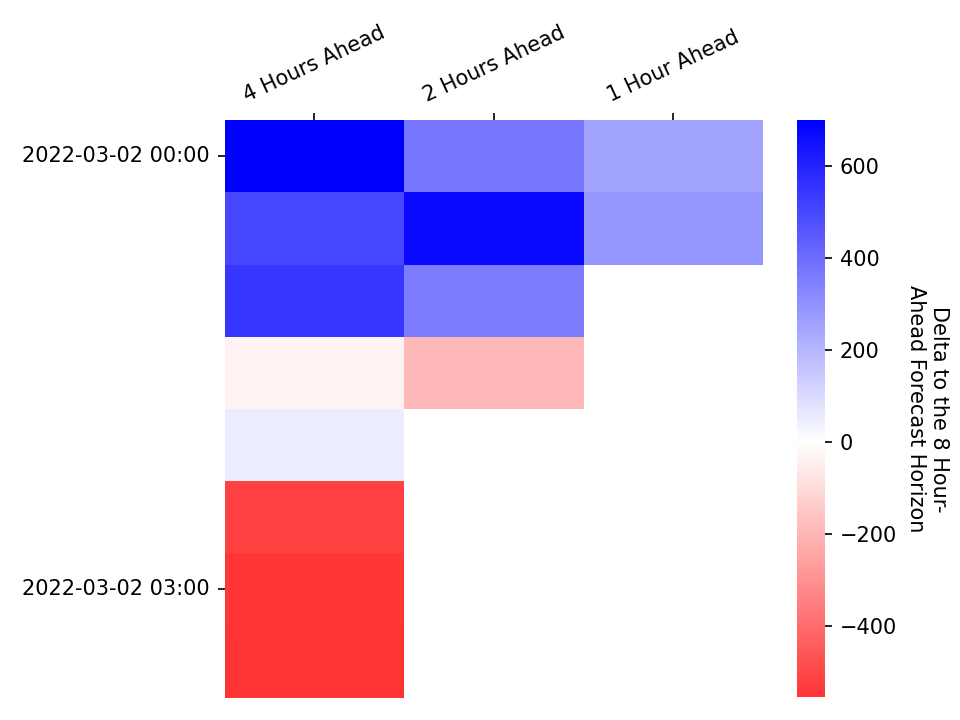 4 Hours Ahead
2 Hours Ahead
1 Hour Ahead
2022-03-02 00:00
2022-03-02 03:00
600
400
200
0
−200
−400
Delta to the 8 Hour-
Ahead Forecast Horizon